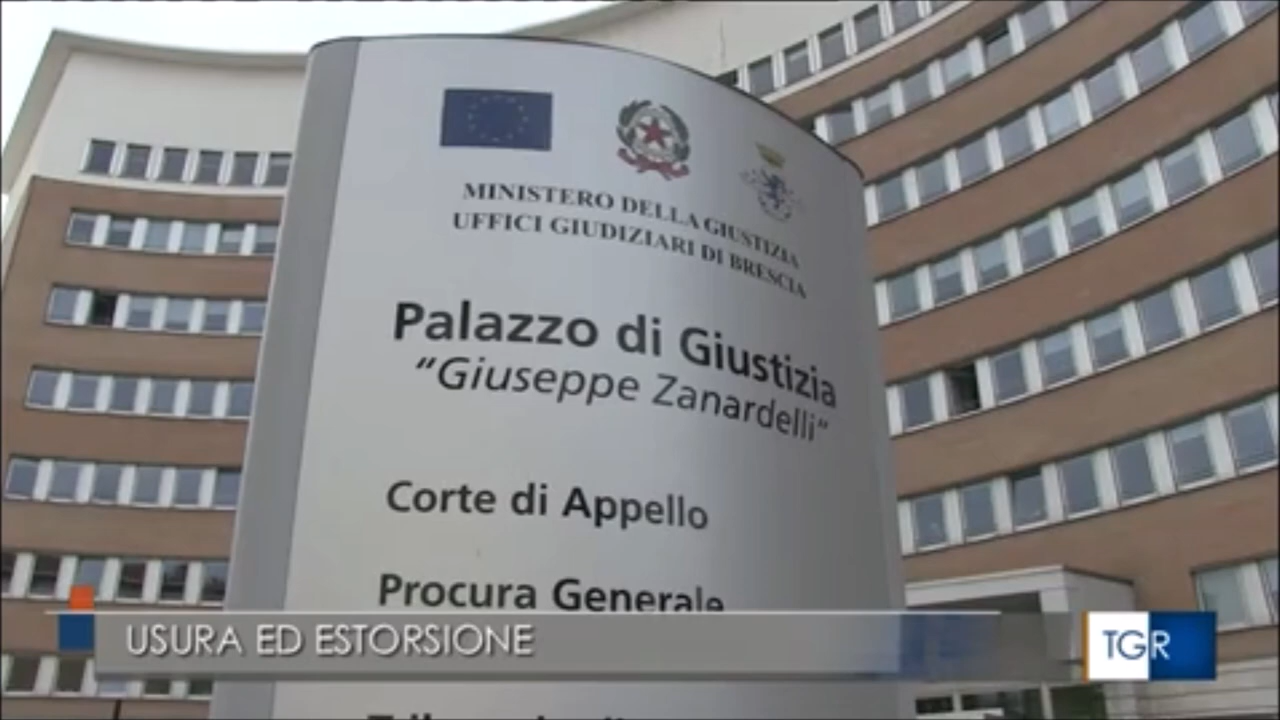 MINISTERO DELLA GIUSTIZIA
UFFICI GIUDIZIARI DI BRESCIA
Palazzo di Giustizia
"Giuseppe Zanardelli"
Corte di Appello
Procura Generale
USURA ED ESTORSIONE
TGR